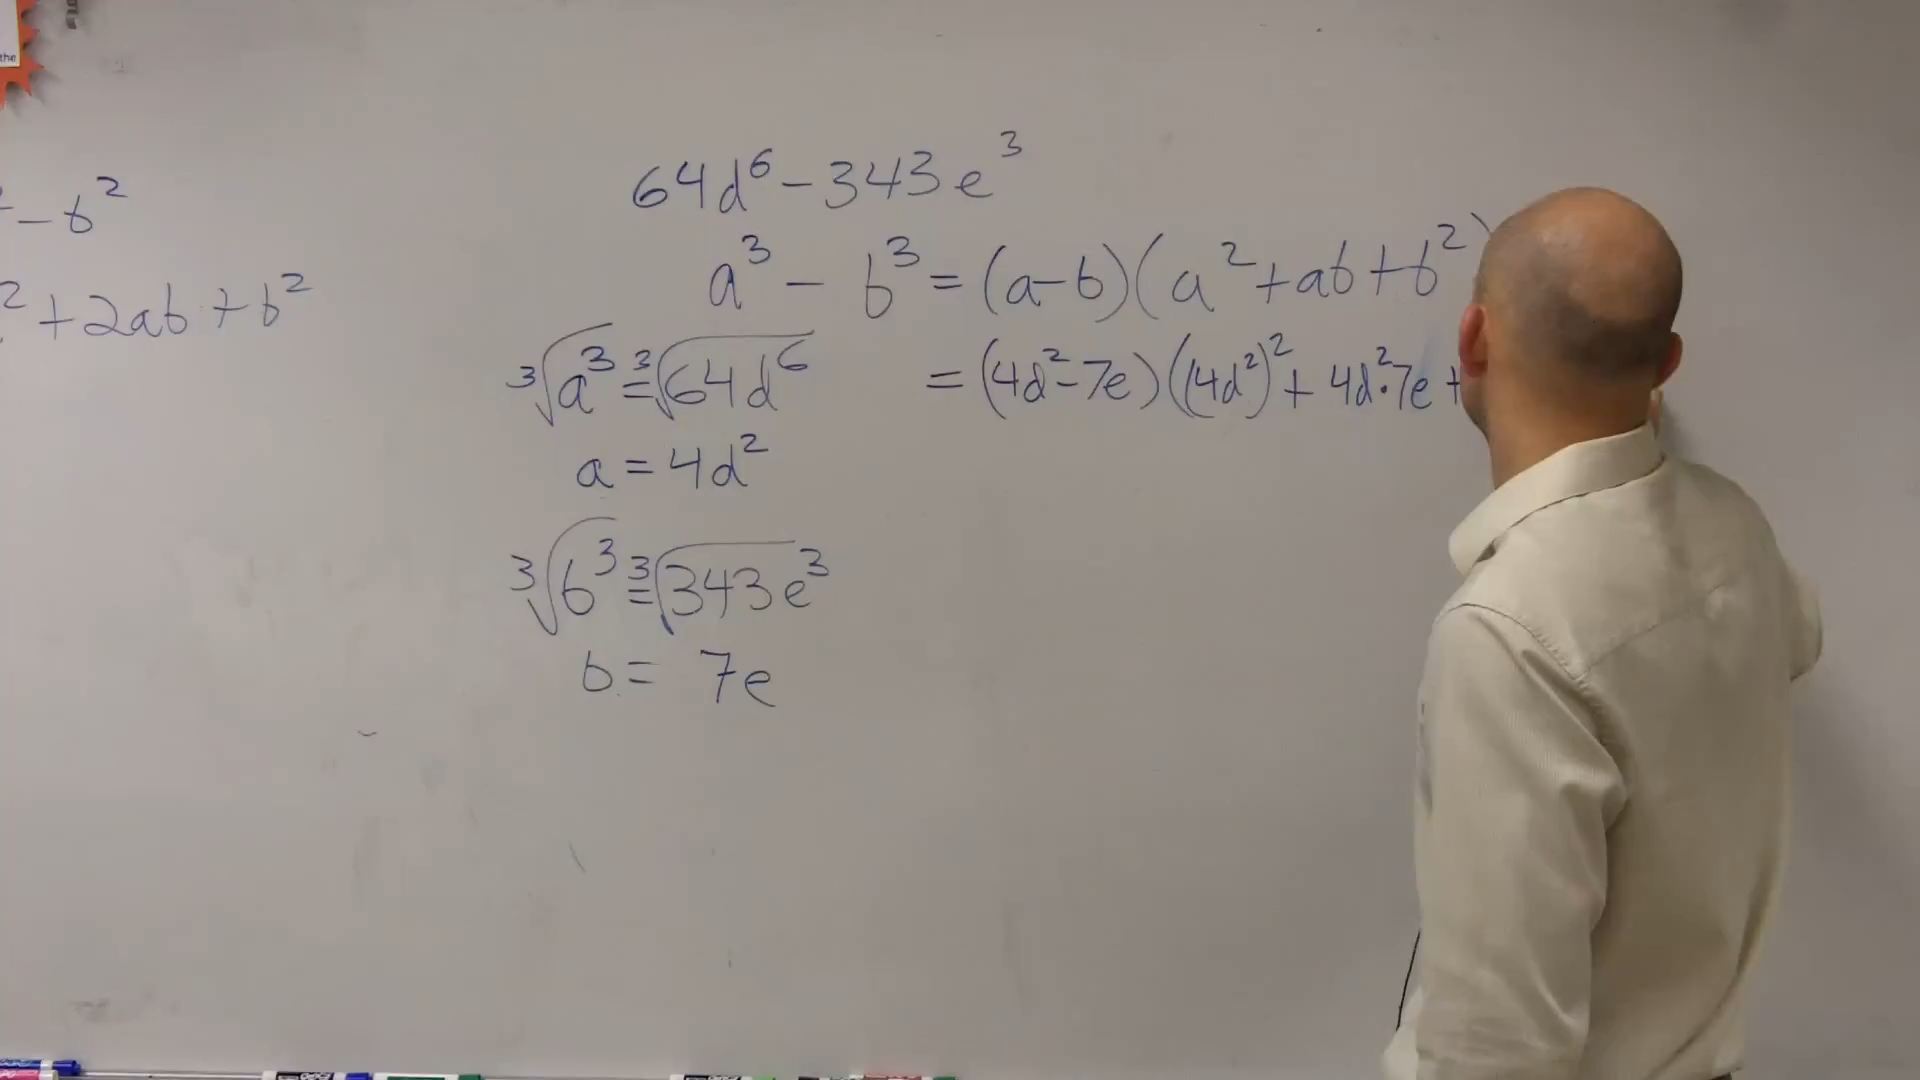 the
- b²
² + 2ab + b²
64d⁶ - 343e³
a³ - b³ = (a-b)(a² + ab + b²)
∛a³ = ∛64d⁶
= (4d² - 7e)((4d²)² + 4d²·7e +
a = 4d²
∛b³ = ∛343e³
b = 7e